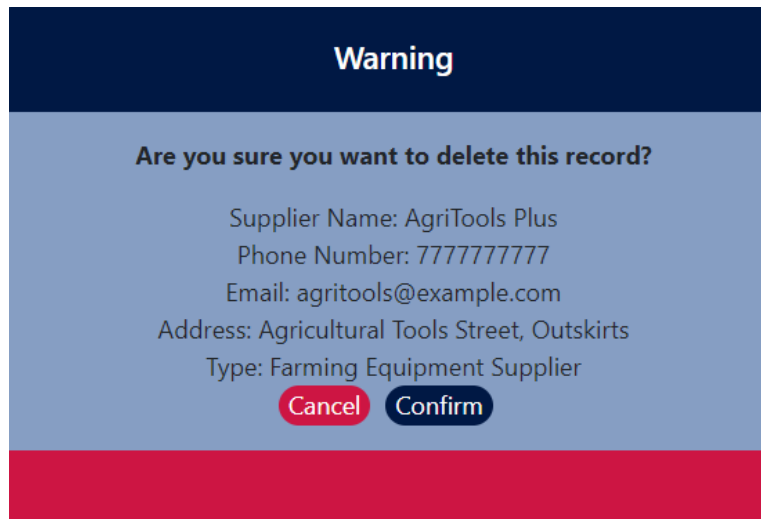 Warning
Are you sure you want to delete this record?
Supplier Name: AgriTools Plus
Phone Number: 7777777777
Email: agritools@example.com
Address: Agricultural Tools Street, Outskirts
Type: Farming Equipment Supplier
Cancel Confirm